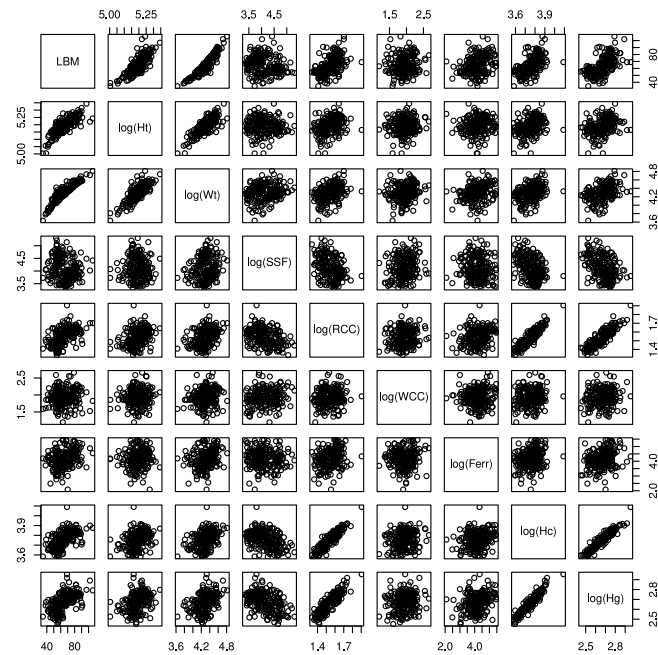 5.00 5.25 3.5 4.5 1.5 2.5 3.6 3.9
LBM 40 80
5.00 5.25 log(Ht)
log(Wt) 3.6 4.2 4.8
3.5 4.5 log(SSF)
log(RCC) 1.4 1.7
1.5 2.5 log(WCC)
log(Ferr) 2.0 4.0
3.6 3.9 log(Hc)
log(Hg) 2.5 2.8
40 80 3.6 4.2 4.8 1.4 1.7 2.0 4.0 2.5 2.8